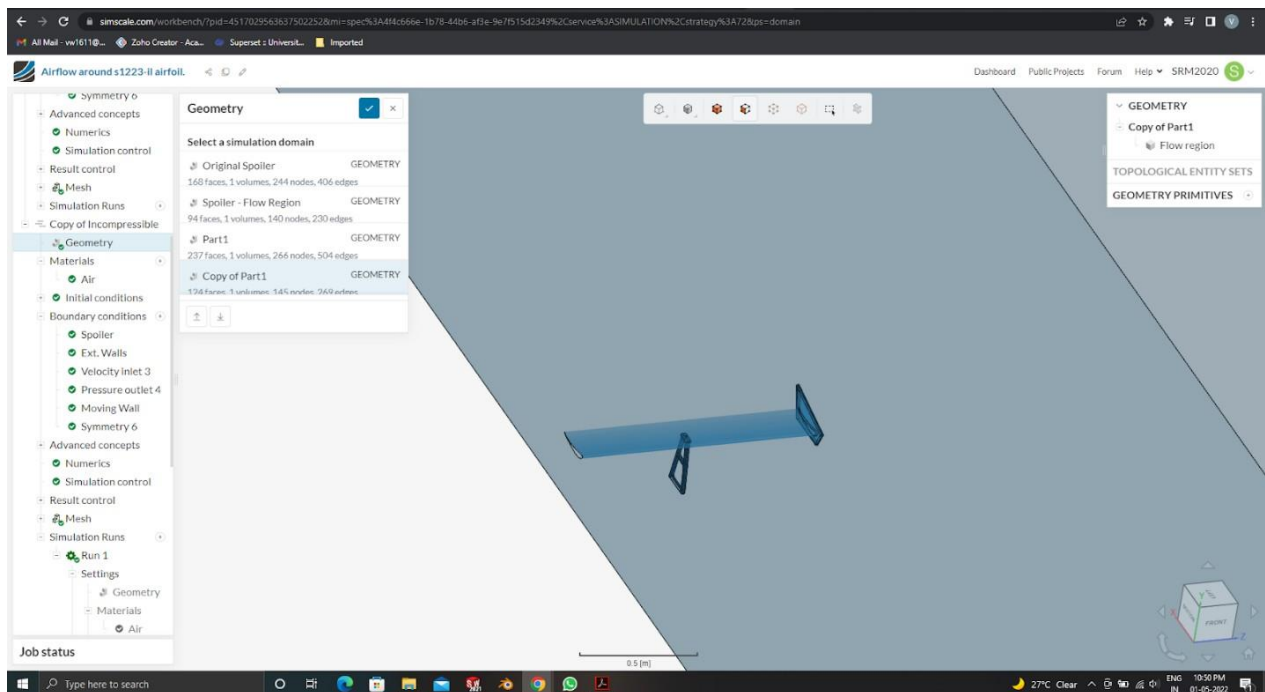 simscale.com/workbench/?pid=4517029563637502252&mi=spec%3A4f4c666e-1b78-44b6-af3e-9e7f515d2349%2Cservice%3ASIMULATION%2Cstrategy%3A72&ps=domain
V
All Mail - vw1611@...
Zoho Creator - Aca...
Superset :: Universit...
Imported
Airflow around s1223-il airfoil.
Dashboard Public Projects Forum Help SRM2020 S
Symmetry 6
Advanced concepts
Numerics
Simulation control
Result control
Mesh
Simulation Runs
Copy of Incompressible
Geometry
Materials
Air
Initial conditions
Boundary conditions
Spoiler
Ext. Walls
Velocity inlet 3
Pressure outlet 4
Moving Wall
Symmetry 6
Advanced concepts
Numerics
Simulation control
Result control
Mesh
Simulation Runs
Run 1
Settings
Geometry
Materials
Air
Job status
Geometry
Select a simulation domain
Original Spoiler GEOMETRY
168 faces, 1 volumes, 244 nodes, 406 edges
Spoiler - Flow Region GEOMETRY
94 faces, 1 volumes, 140 nodes, 230 edges
Part1 GEOMETRY
237 faces, 1 volumes, 266 nodes, 504 edges
Copy of Part1 GEOMETRY
124 faces, 1 volumes, 145 nodes, 269 edges
GEOMETRY
Copy of Part1
Flow region
TOPOLOGICAL ENTITY SETS
GEOMETRY PRIMITIVES
0.5 [m]
X
Y
Z
FRONT
Type here to search
27°C Clear
ENG
IN
10:50 PM
01-05-2022